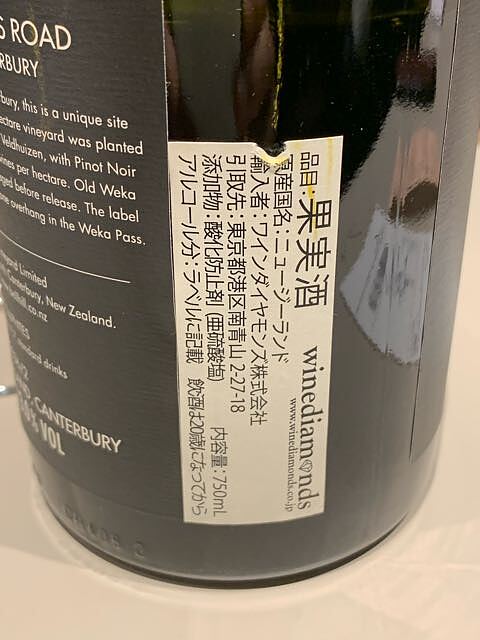 ROAD
this is a unique site
vineyard was planted
Veldhuizen, with Pinot Noir
per hectare. Old Weka
before release. The label
overhang in the Weka Pass.
Limited
Canterbury, New Zealand.
drinks
CANTERBURY
VOL
品目:果実酒
原産国名:ニュージーランド
輸入者:ワインダイヤモンズ株式会社
引取先:東京都港区南青山 2-27-18
添加物:酸化防止剤 (亜硫酸塩) 内容量:750mL
アルコール分:ラベルに記載 飲酒は20歳になってから
winediamonds
www.winediamonds.co.jp